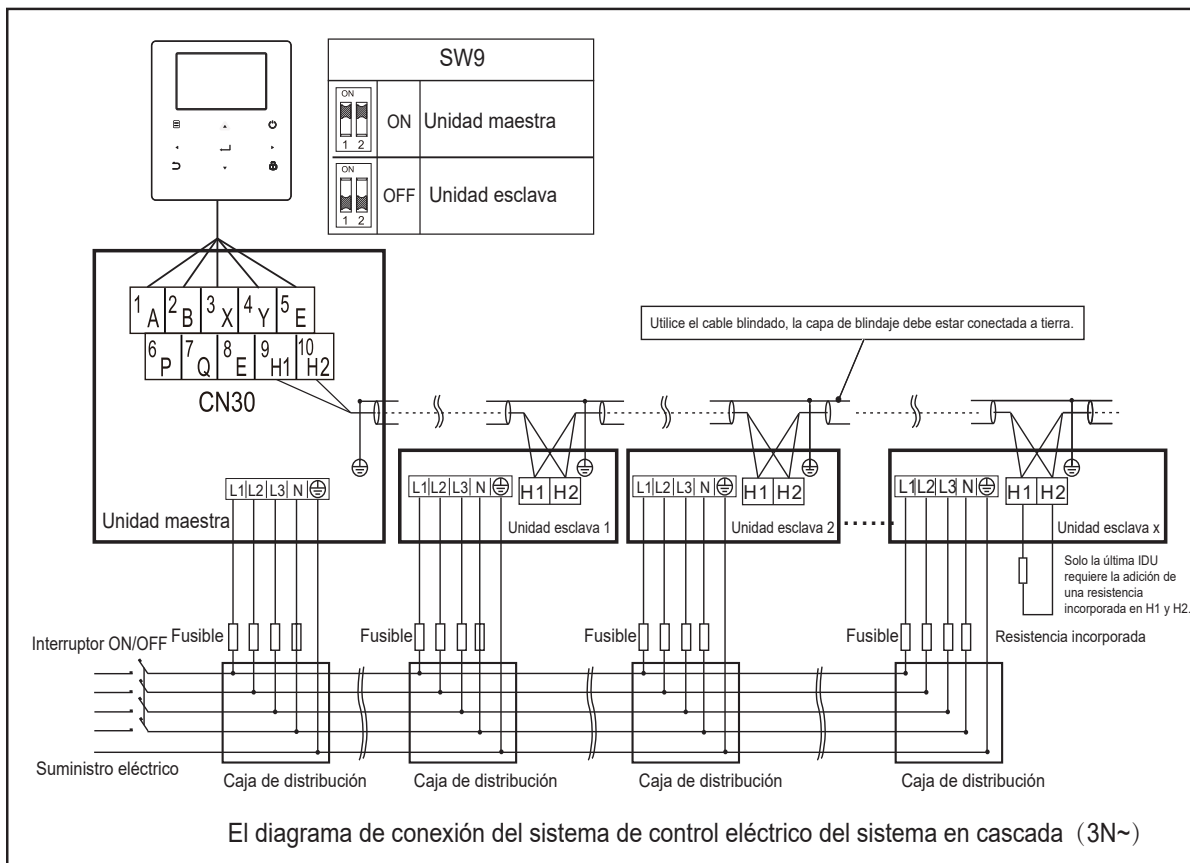 SW9
ON
1 2
ON Unidad maestra
ON
1 2
OFF Unidad esclava
1 A 2 B 3 X 4 Y 5 E
6 P 7 Q 8 E 9 H1 10 H2
CN30
Utilice el cable blindado, la capa de blindaje debe estar conectada a tierra.
L1 L2 L3 N
Unidad maestra
L1 L2 L3 N
H1 H2
Unidad esclava 1
L1 L2 L3 N
H1 H2
Unidad esclava 2
L1 L2 L3 N
H1 H2
Unidad esclava x
Solo la última IDU
requiere la adición de
una resistencia
incorporada en H1 y H2.
Resistencia incorporada
Interruptor ON/OFF
Fusible
Fusible
Fusible
Fusible
Suministro eléctrico
Caja de distribución
Caja de distribución
Caja de distribución
Caja de distribución
El diagrama de conexión del sistema de control eléctrico del sistema en cascada（3N~）